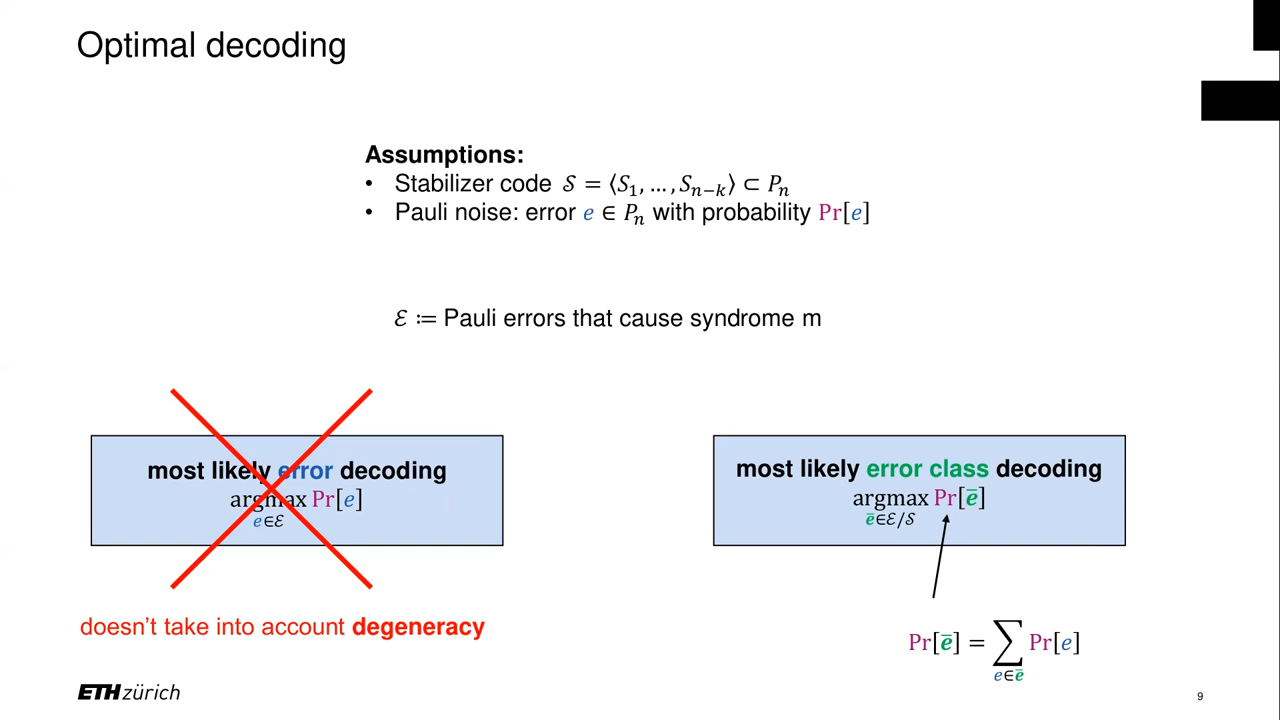 Optimal decoding
Assumptions:
• Stabilizer code 𝒮 = ⟨S₁, … , Sₙ₋ₖ⟩ ⊂ Pₙ
• Pauli noise: error e ∈ Pₙ with probability Pr[e]
ℰ ≔ Pauli errors that cause syndrome m
most likely error decoding
argmax Pr[e]
e∈ℰ
doesn't take into account degeneracy
most likely error class decoding
argmax Pr[ē]
ē∈ℰ/𝒮
Pr[ē] = ∑ Pr[e]
e∈ē
ETH zürich
9